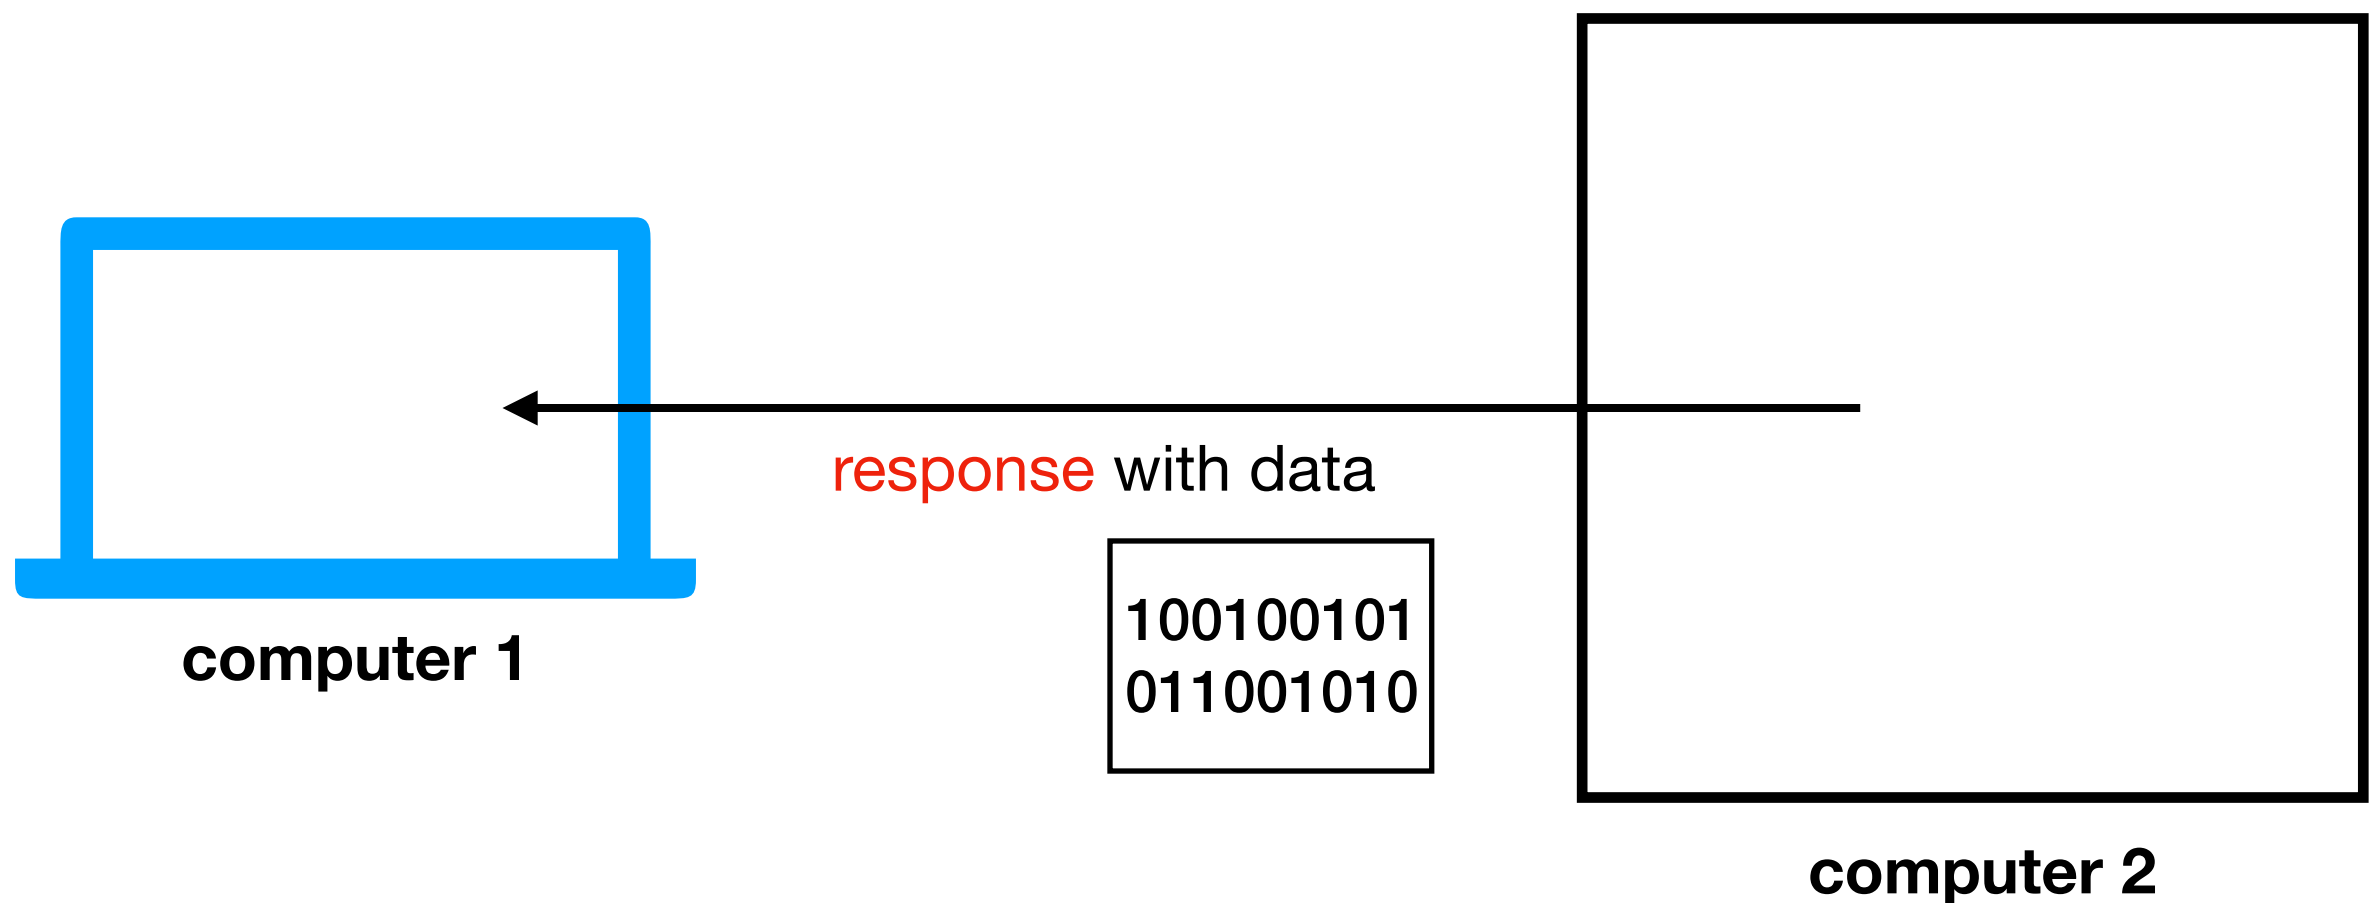 response with data
100100101
011001010
computer 1
computer 2